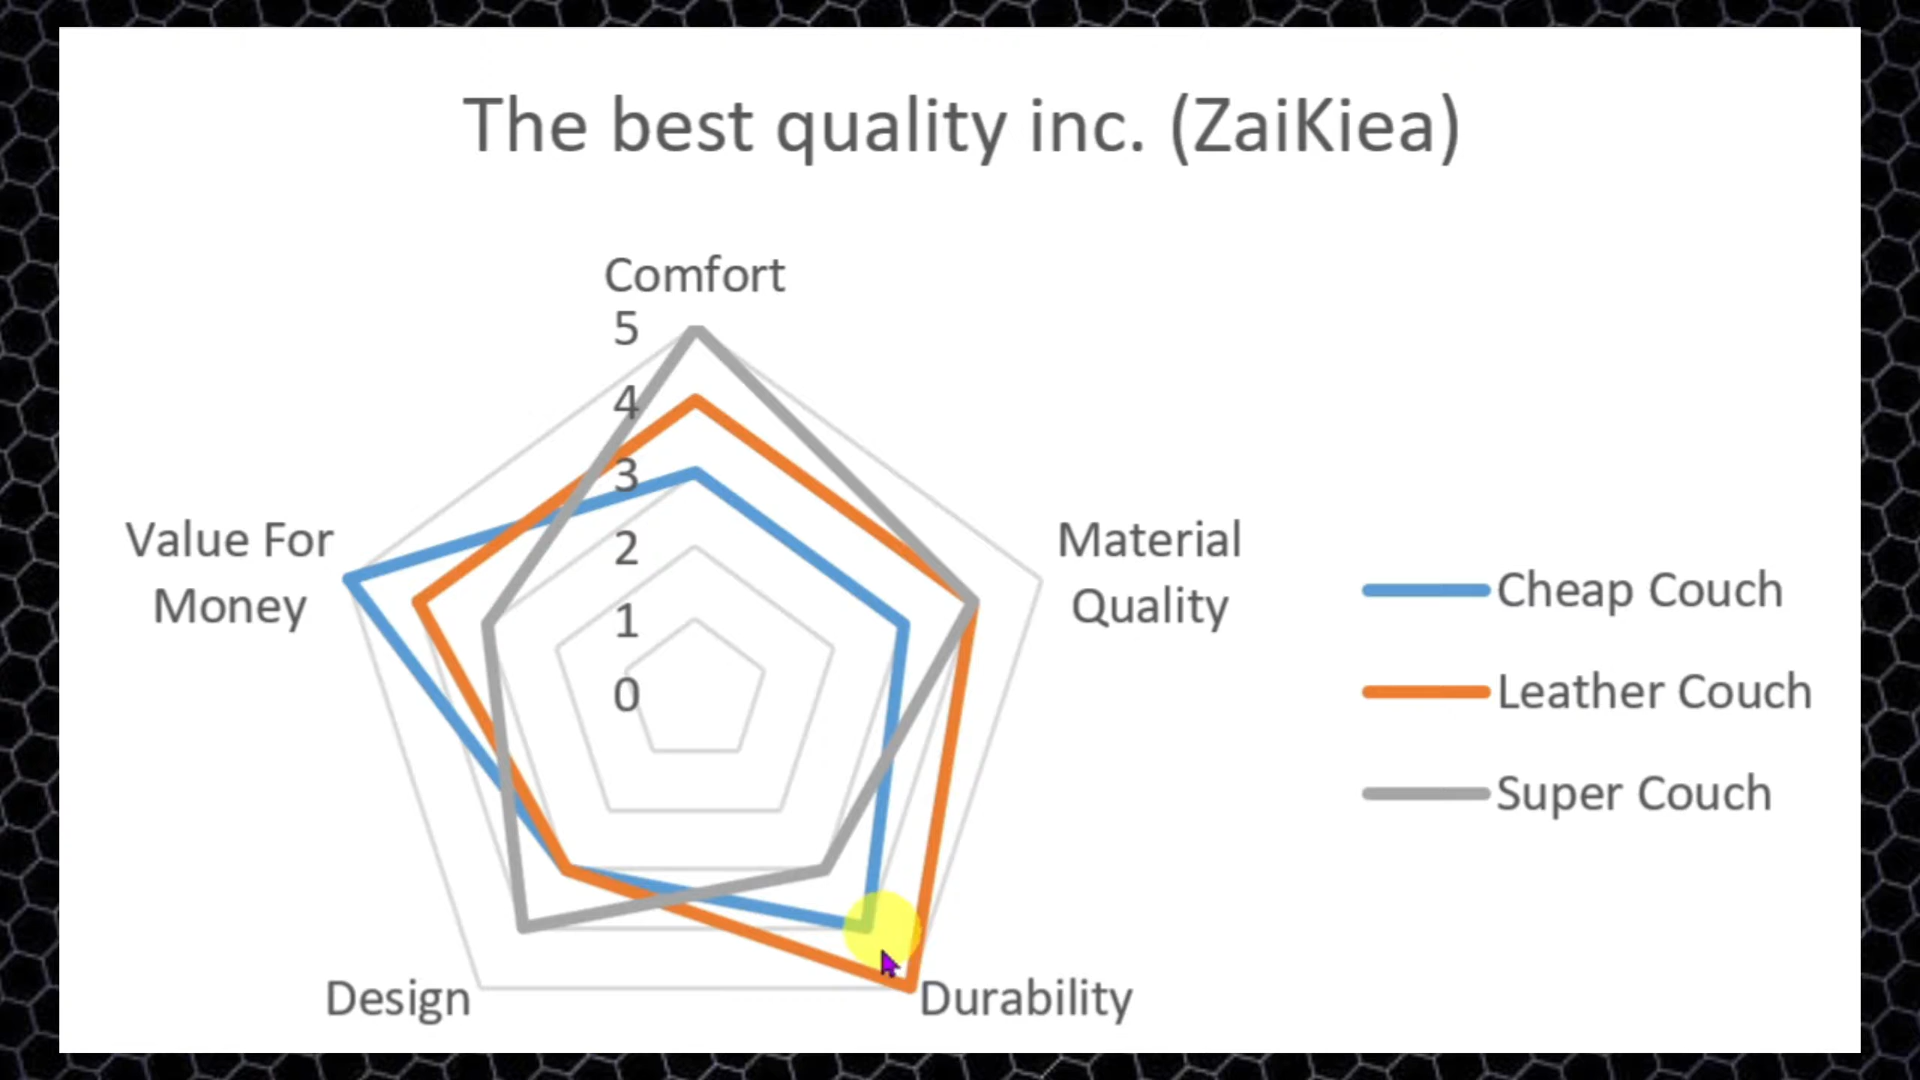 The best quality inc. (ZaiKiea)
Comfort
5
4
3
2
1
0
Value For
Money
Material
Quality
Design
Durability
Cheap Couch
Leather Couch
Super Couch